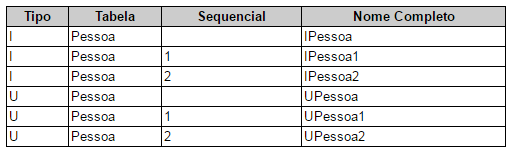 Tipo Tabela Sequencial Nome Completo
I Pessoa IPessoa
I Pessoa 1 IPessoa1
I Pessoa 2 IPessoa2
U Pessoa UPessoa
U Pessoa 1 UPessoa1
U Pessoa 2 UPessoa2